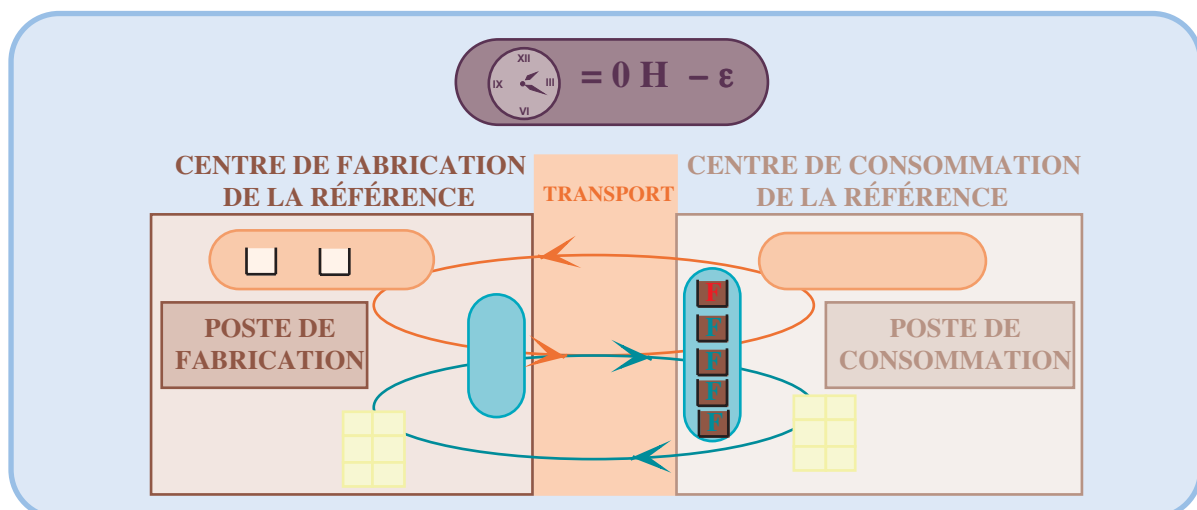 XII
IX III
VI
= 0 H – ε
CENTRE DE FABRICATION
DE LA RÉFÉRENCE
TRANSPORT
CENTRE DE CONSOMMATION
DE LA RÉFÉRENCE
POSTE DE
FABRICATION
F
F
F
F
F
POSTE DE
CONSOMMATION